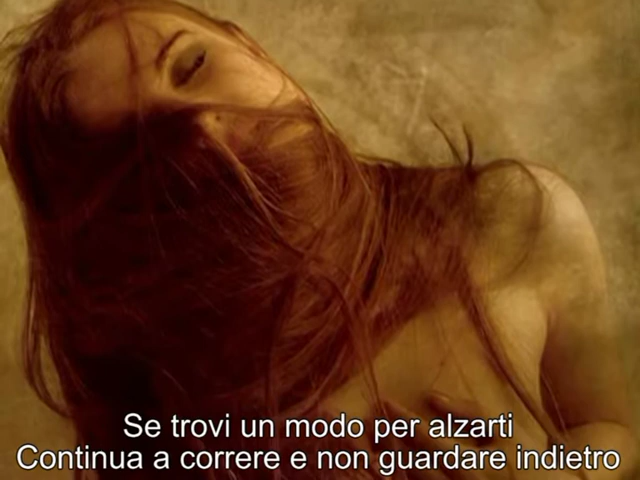 Se trovi un modo per alzarti
Continua a correre e non guardare indietro